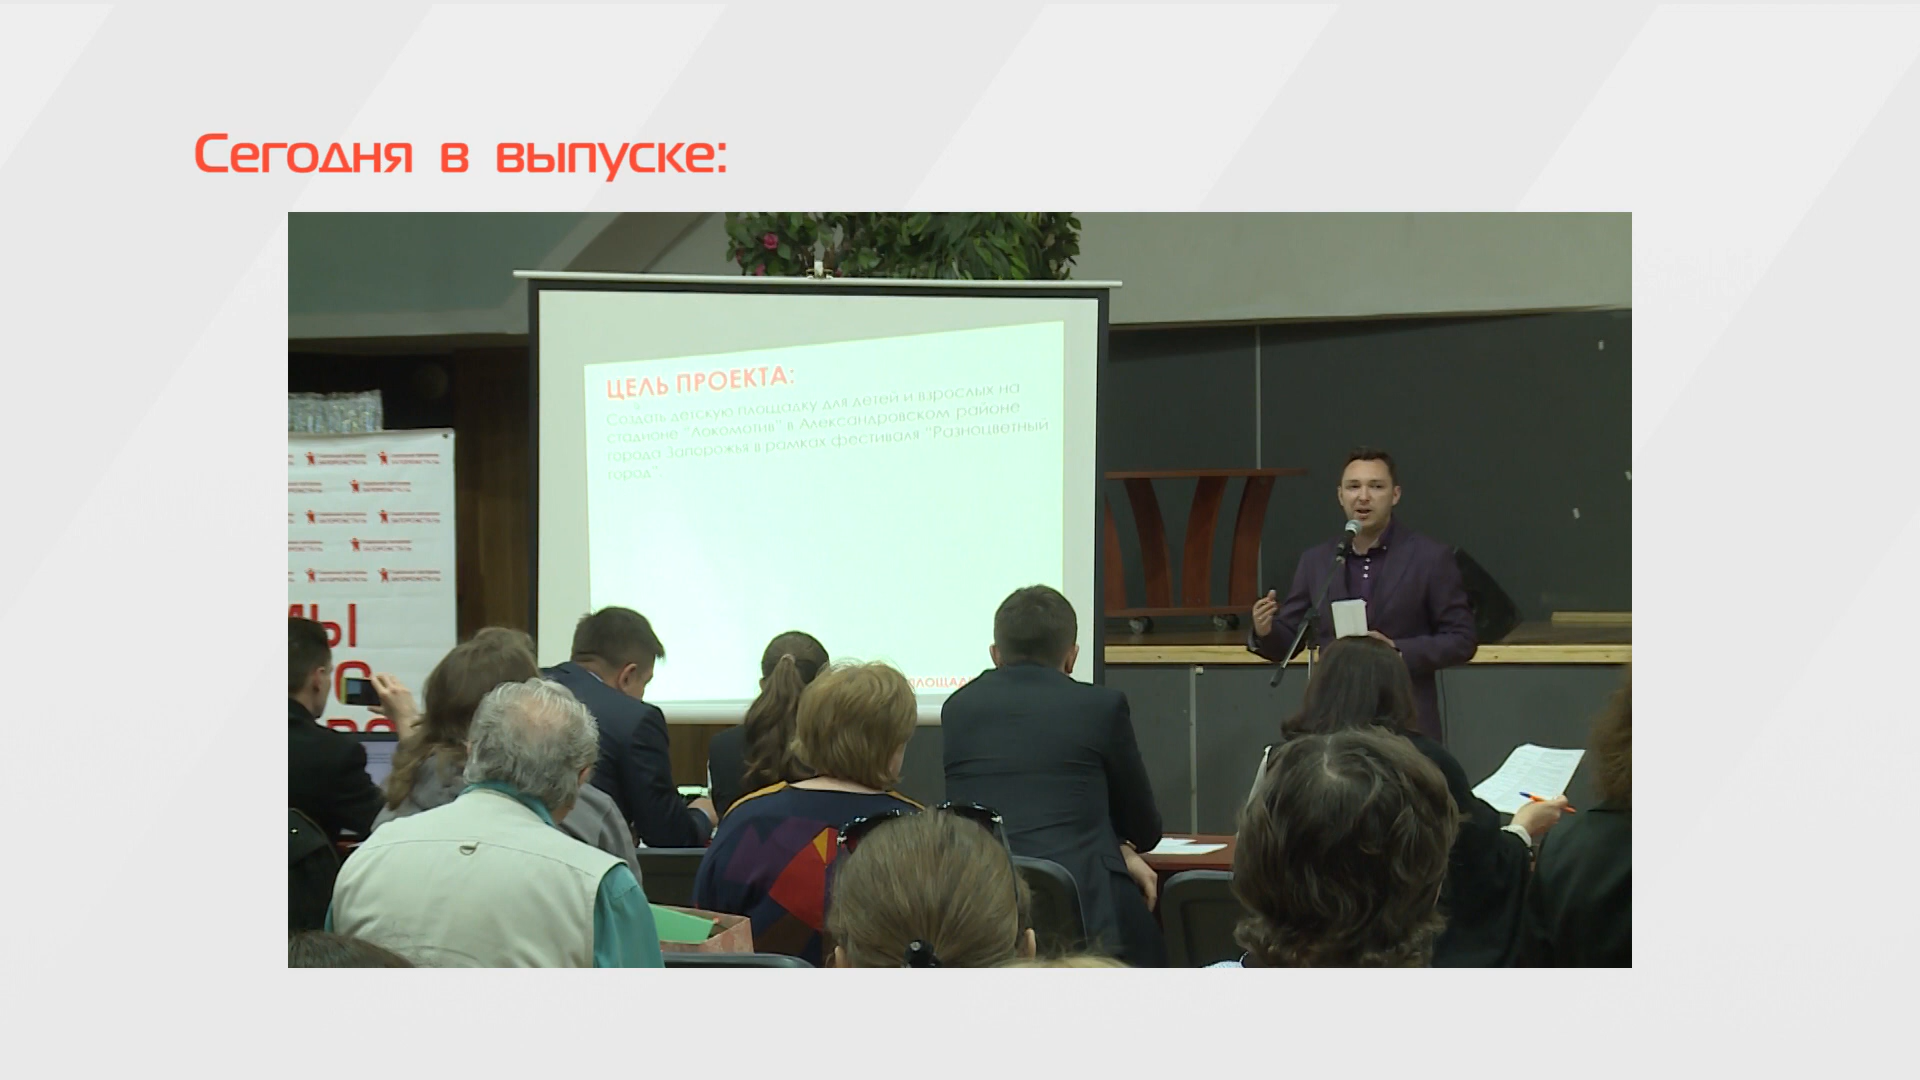 Сегодня в выпуске:
ЦЕЛЬ ПРОЕКТА:
Создать детскую площадку для детей и взрослых на
стадионе "Локомотив" в Александровском районе
города Запорожья в рамках фестиваля "Разноцветный
город".
МЫ